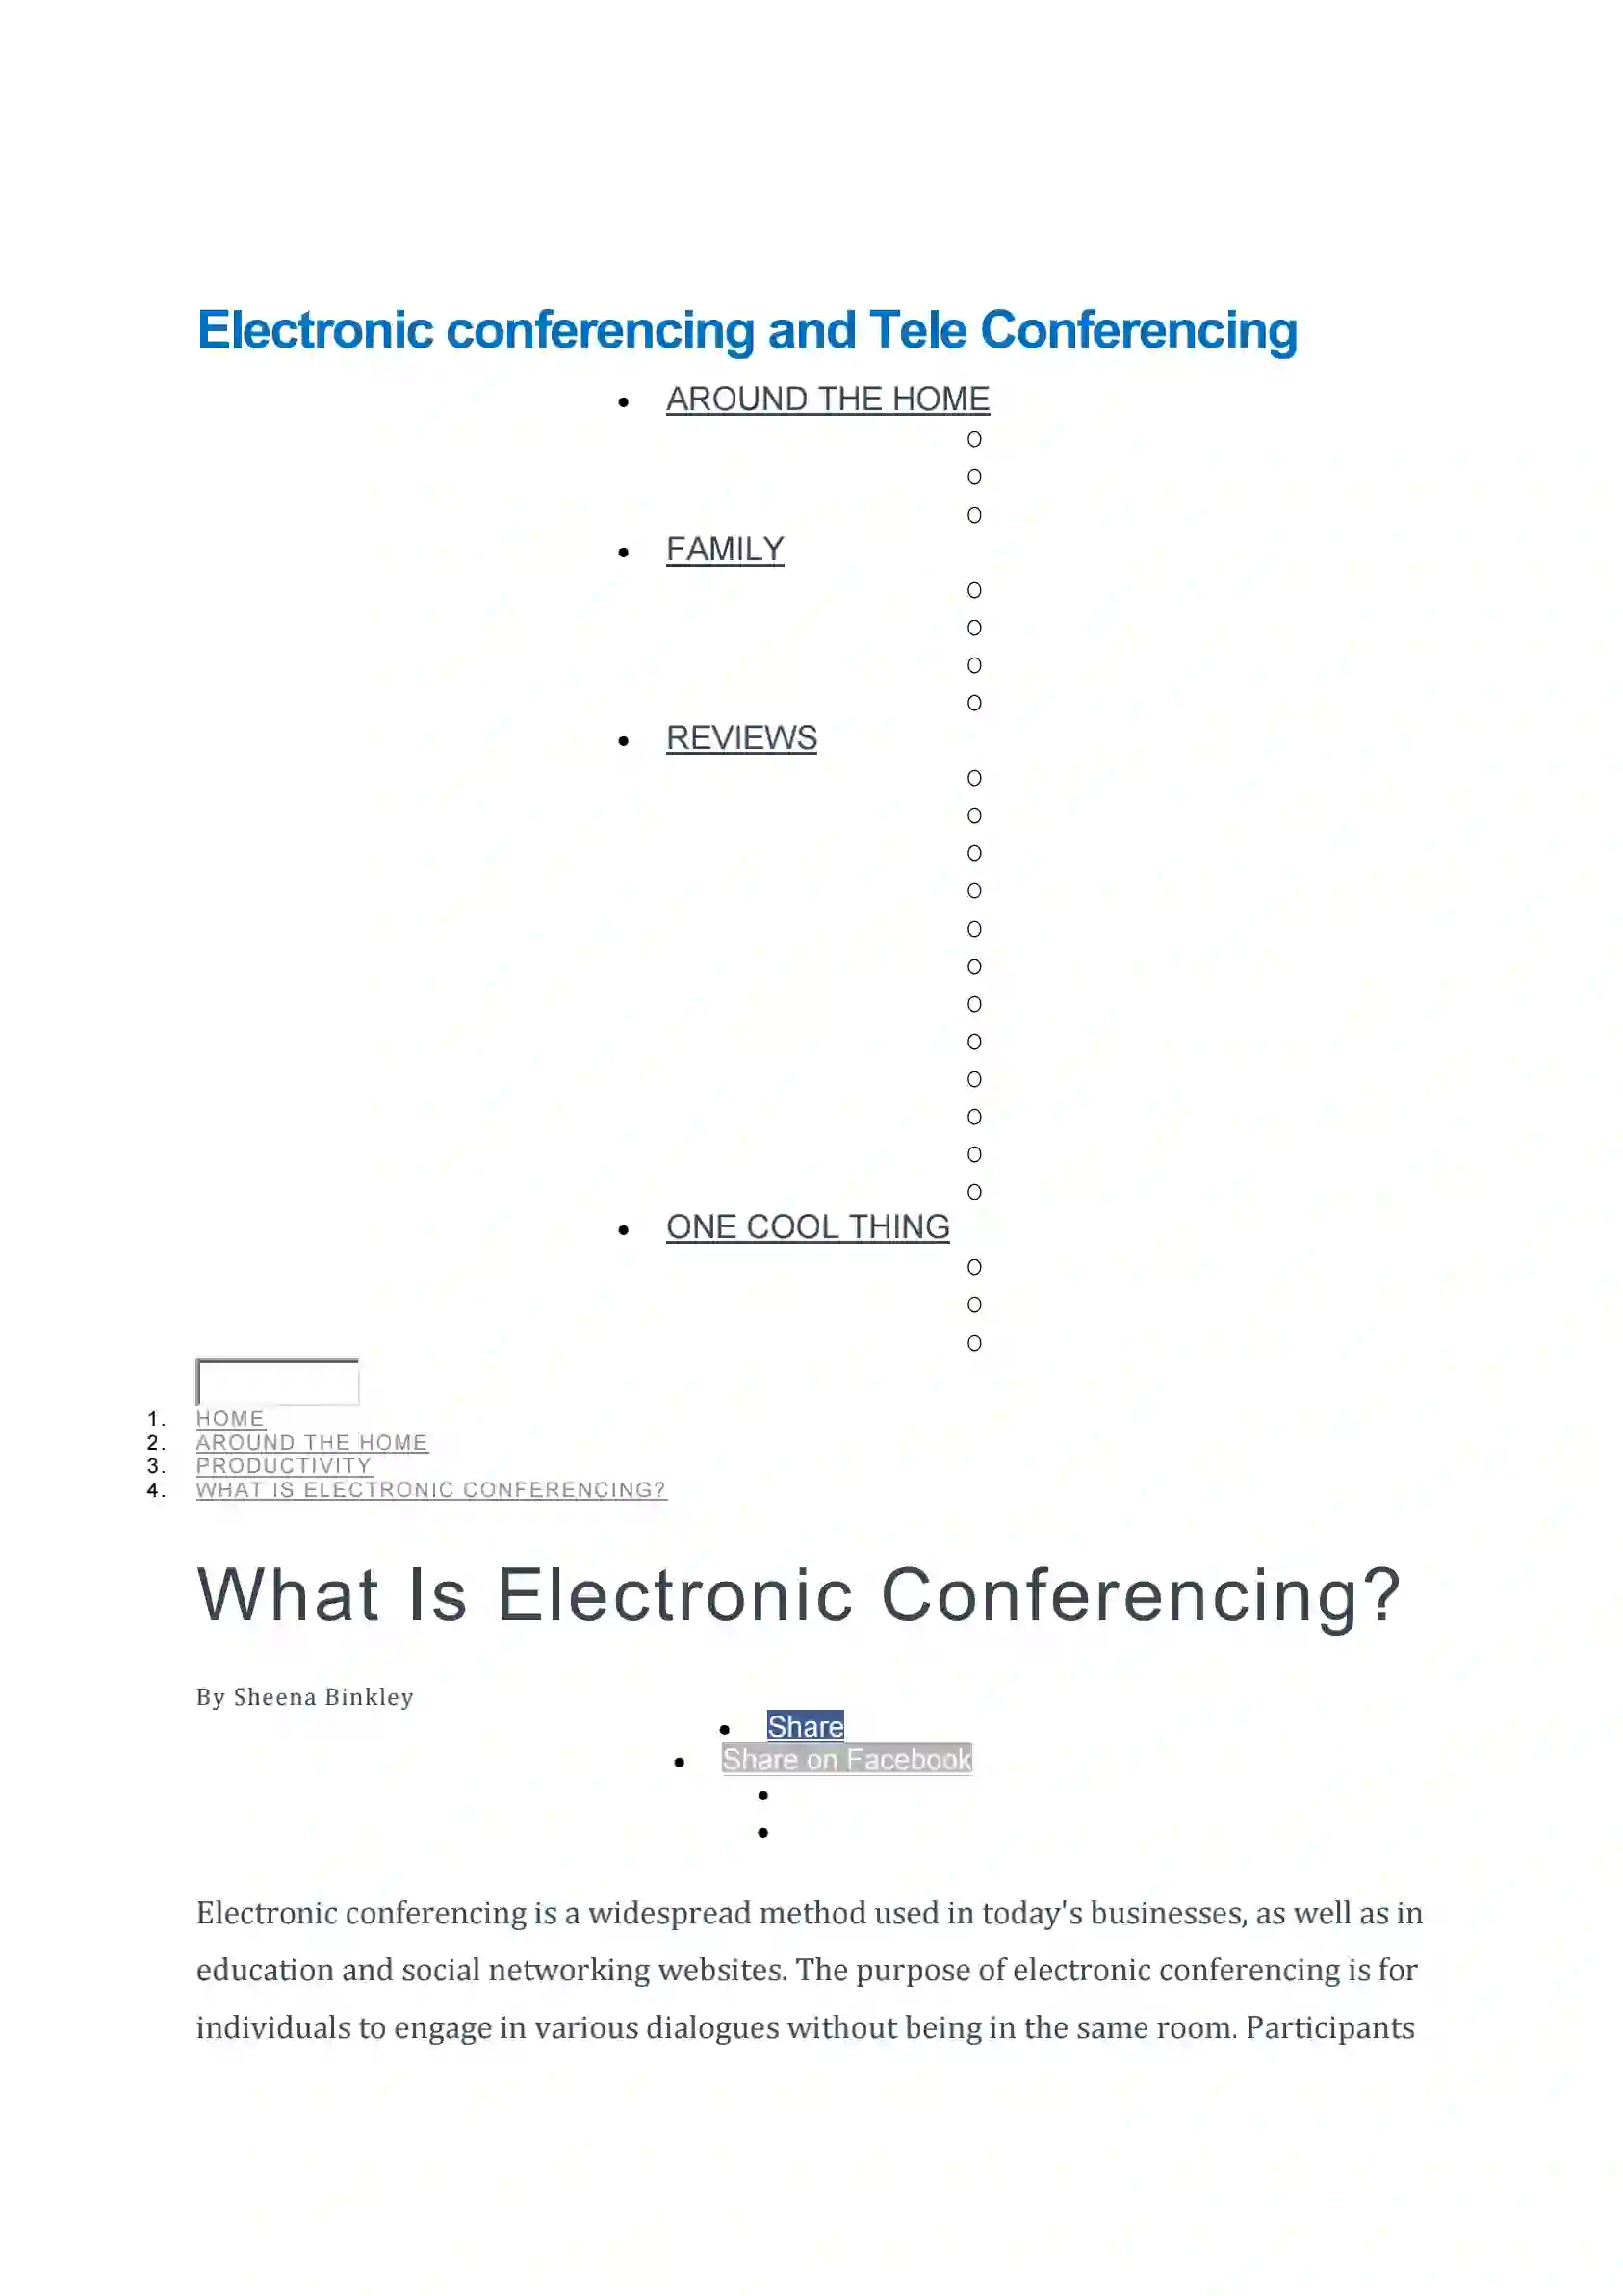 Electronic conferencing and Tele Conferencing
• AROUND THE HOME
o
o
o
• FAMILY
o
o
o
o
• REVIEWS
o
o
o
o
o
o
o
o
o
o
o
o
• ONE COOL THING
o
o
o
1. HOME
2. AROUND THE HOME
3. PRODUCTIVITY
4. WHAT IS ELECTRONIC CONFERENCING?
What Is Electronic Conferencing?
By Sheena Binkley
• Share
• Share on Facebook
•
•
Electronic conferencing is a widespread method used in today's businesses, as well as in
education and social networking websites. The purpose of electronic conferencing is for
individuals to engage in various dialogues without being in the same room. Participants